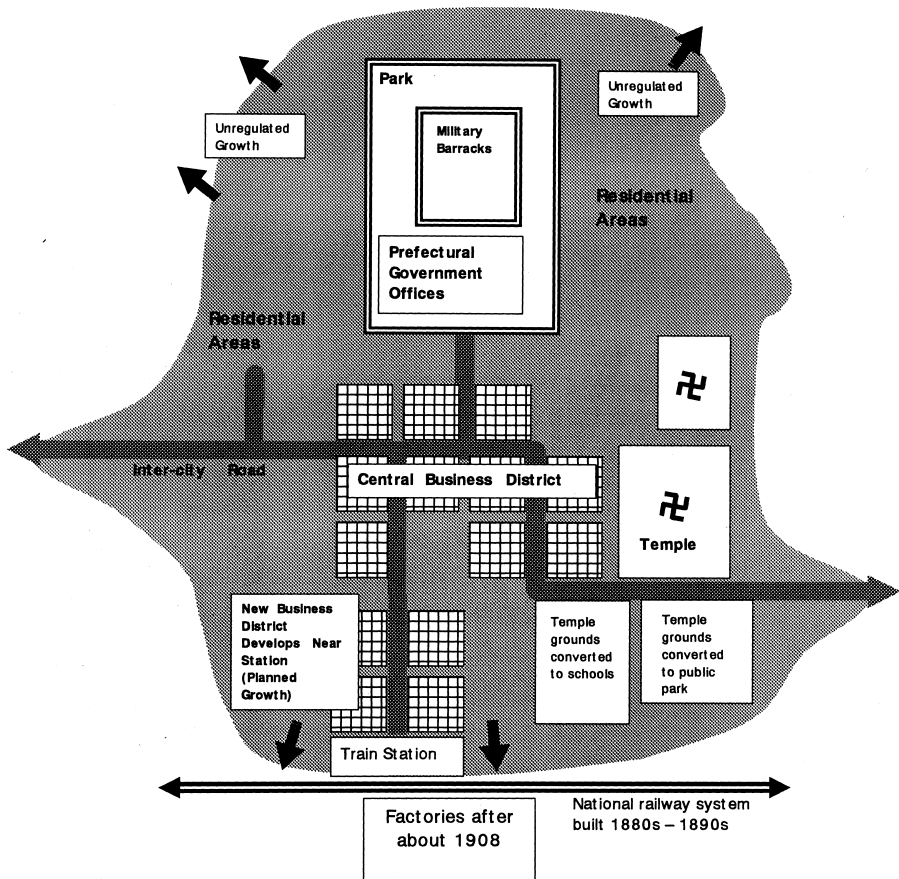 Park
Unregulated
Growth
Unregulated
Growth
Military
Barracks
Residential
Areas
Prefectural
Government
Offices
Residential
Areas
卍
Inter-city Road
Central Business District
卍
Temple
New Business
District
Develops Near
Station
(Planned
Growth)
Temple
grounds
converted
to schools
Temple
grounds
converted
to public
park
Train Station
National railway system
built 1880s – 1890s
Factories after
about 1908